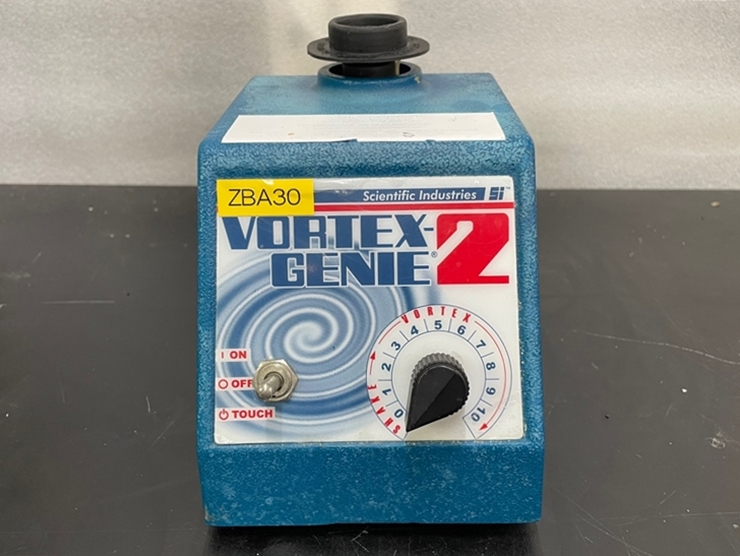 ZBA30
Scientific Industries SI™
VORTEX-
GENIE® 2
VORTEX
SHAKE
0 1 2 3 4 5 6 7 8 9 10
I ON
O OFF
TOUCH